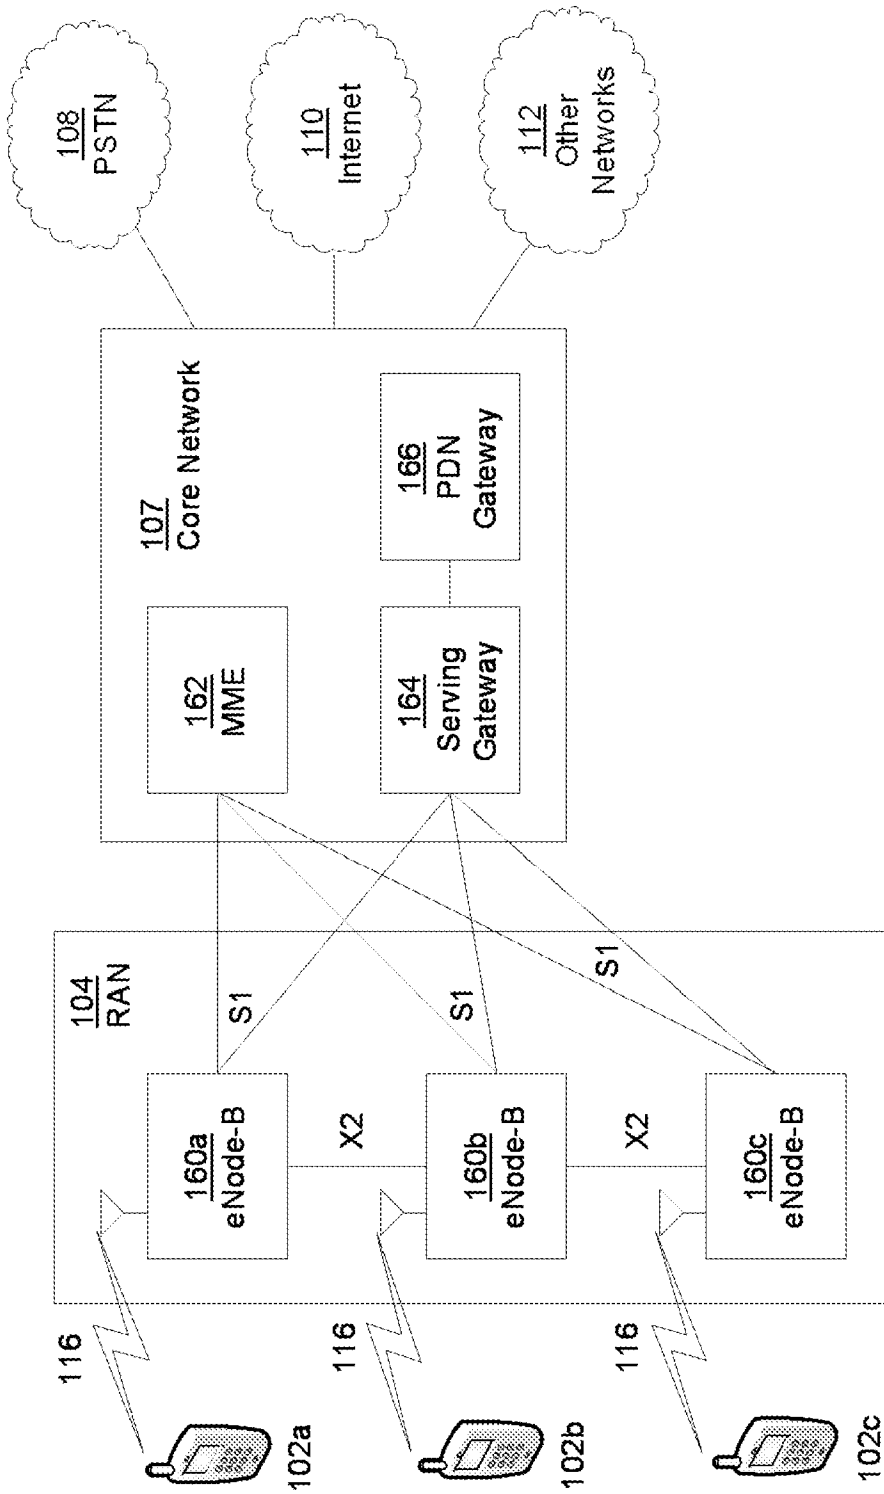 102a
116
160a
eNode-B
104
RAN
X2
S1
102b
116
160b
eNode-B
S1
X2
102c
116
160c
eNode-B
S1
107
Core Network
162
MME
164
Serving
Gateway
166
PDN
Gateway
108
PSTN
110
Internet
112
Other
Networks